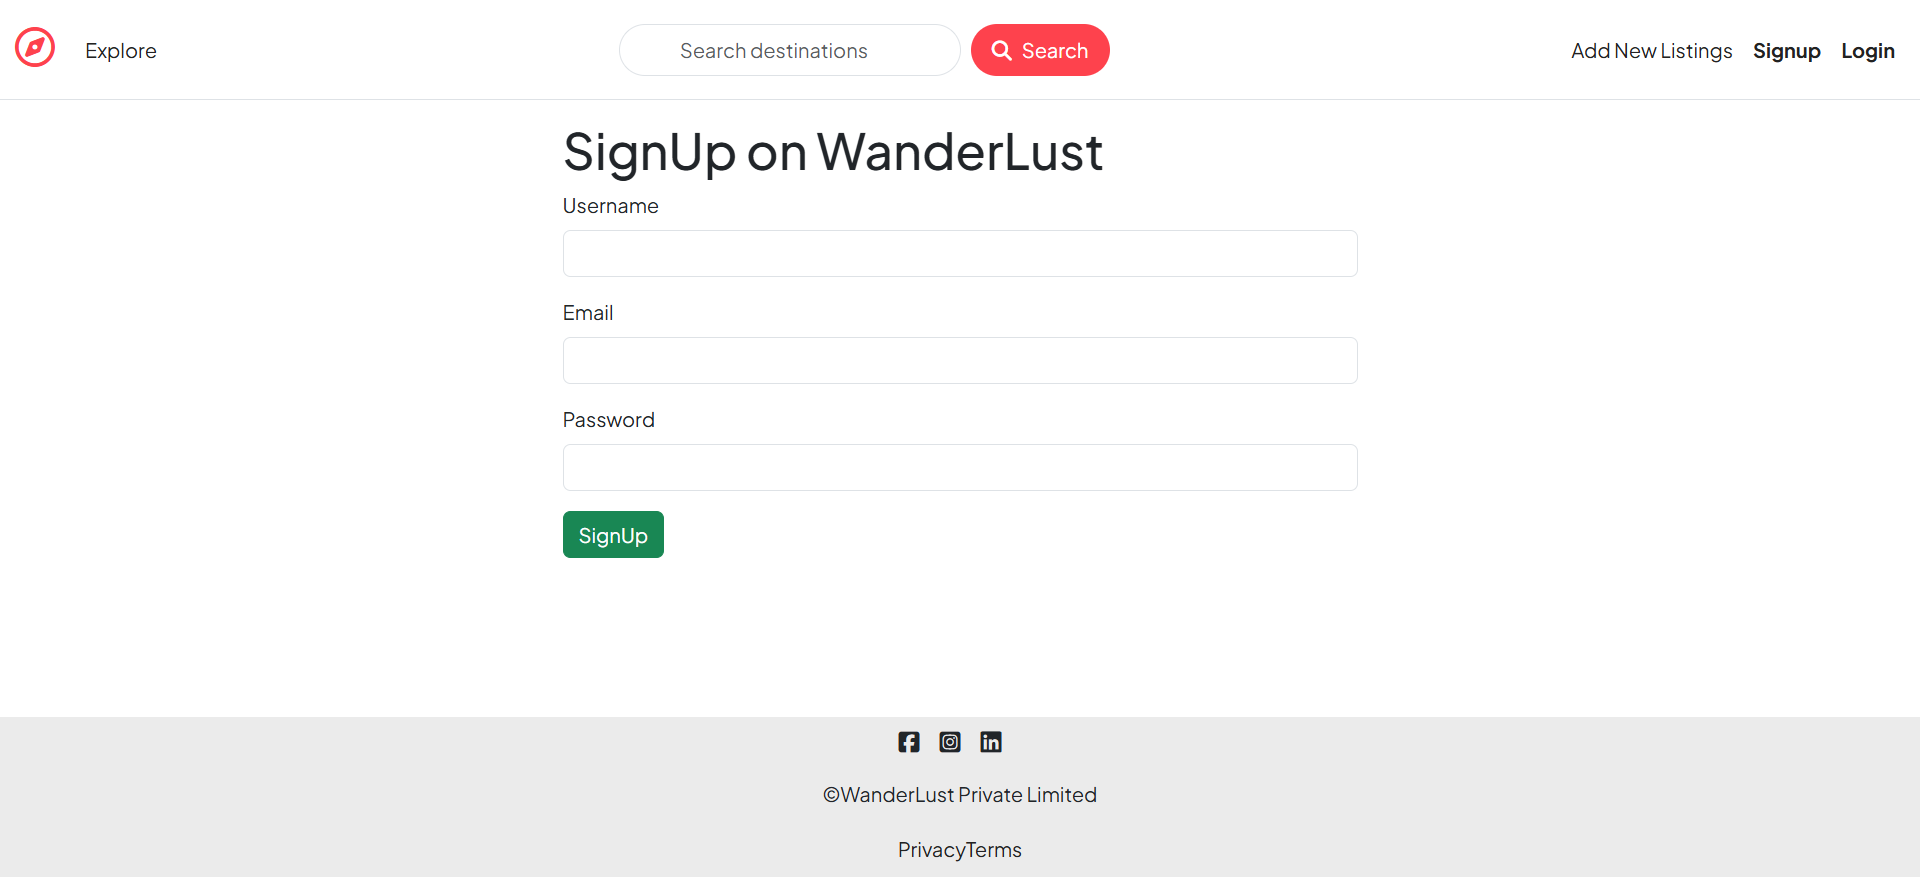 Explore Search destinations Search Add New Listings Signup Login
SignUp on WanderLust
Username
Email
Password
SignUp
©WanderLust Private Limited
PrivacyTerms